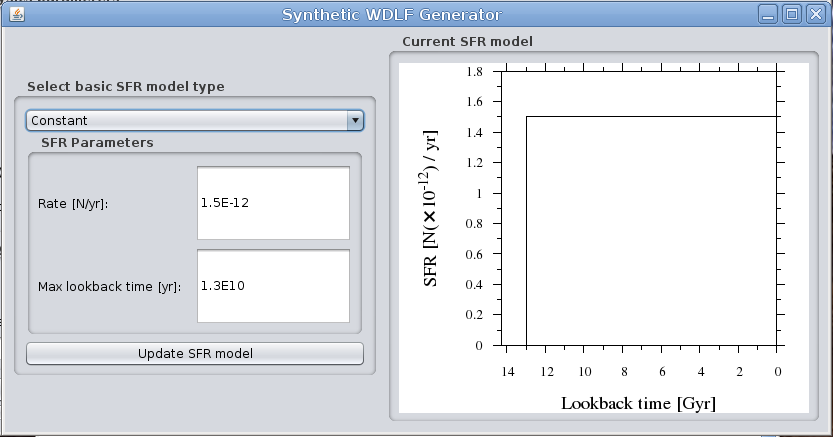 Synthetic WDLF Generator
Select basic SFR model type
Constant
SFR Parameters
Rate [N/yr]:
1.5E-12
Max lookback time [yr]:
1.3E10
Update SFR model
Current SFR model
SFR [N(×10⁻¹²) / yr]
1.8
1.6
1.4
1.2
1
0.8
0.6
0.4
0.2
0
14 12 10 8 6 4 2 0
Lookback time [Gyr]